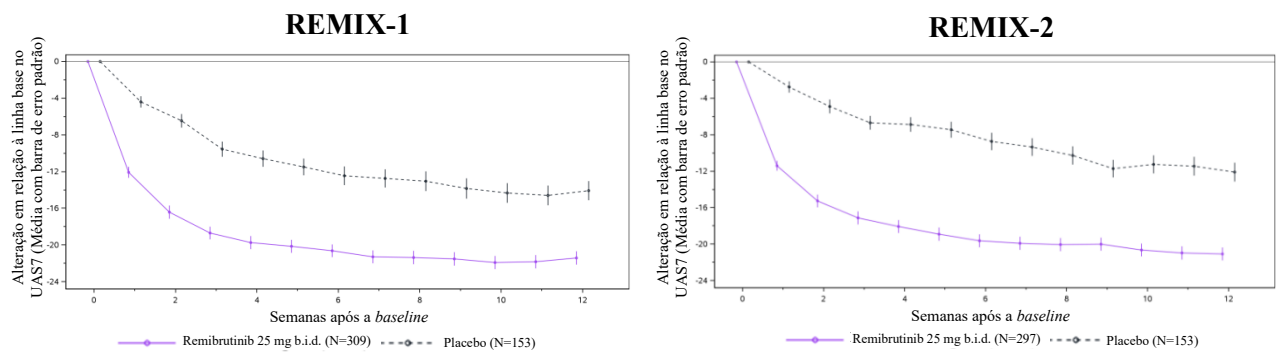 REMIX-1
Alteração em relação à linha base no
UAS7 (Média com barra de erro padrão)
0
-4
-8
-12
-16
-20
-24
0 2 4 6 8 10 12
Semanas após a baseline
Remibrutinib 25 mg b.i.d. (N=309) Placebo (N=153)
REMIX-2
Alteração em relação à linha base no
UAS7 (Média com barra de erro padrão)
0
-4
-8
-12
-16
-20
-24
0 2 4 6 8 10 12
Semanas após a baseline
Remibrutinib 25 mg b.i.d. (N=297) Placebo (N=153)